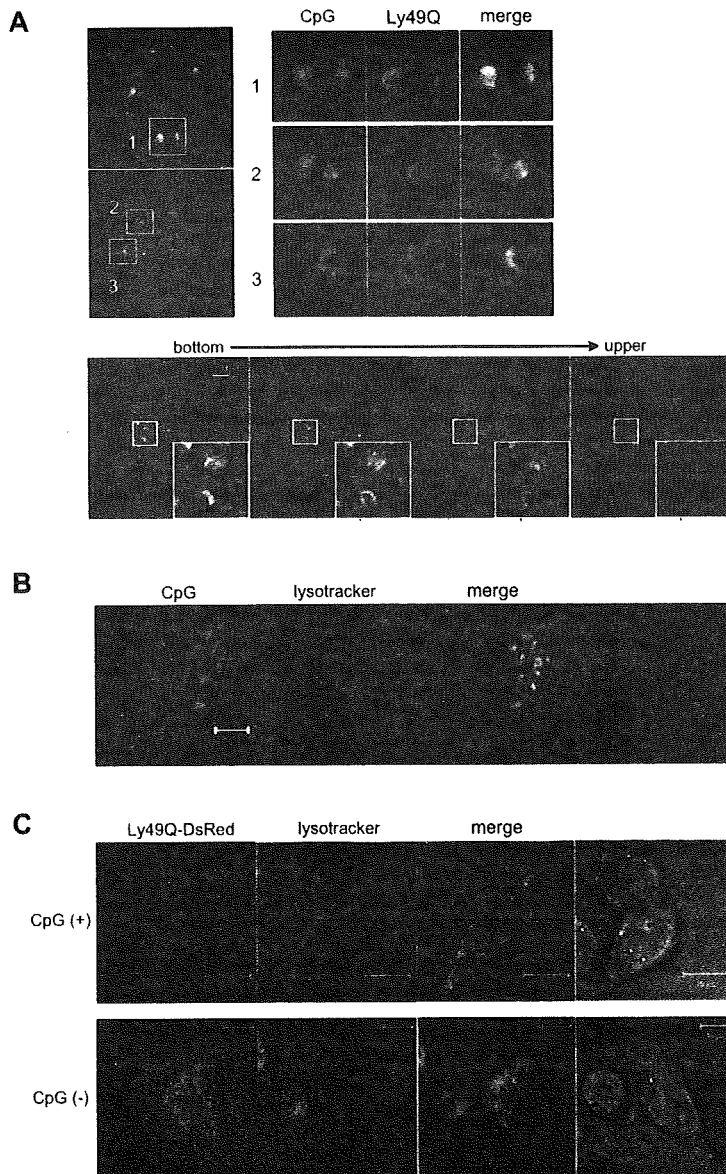 A
CpG Ly49Q merge
1
2
3
1
2
3
bottom upper
B
CpG lysotracker merge
C
Ly49Q-DsRed lysotracker merge
CpG (+)
CpG (-)